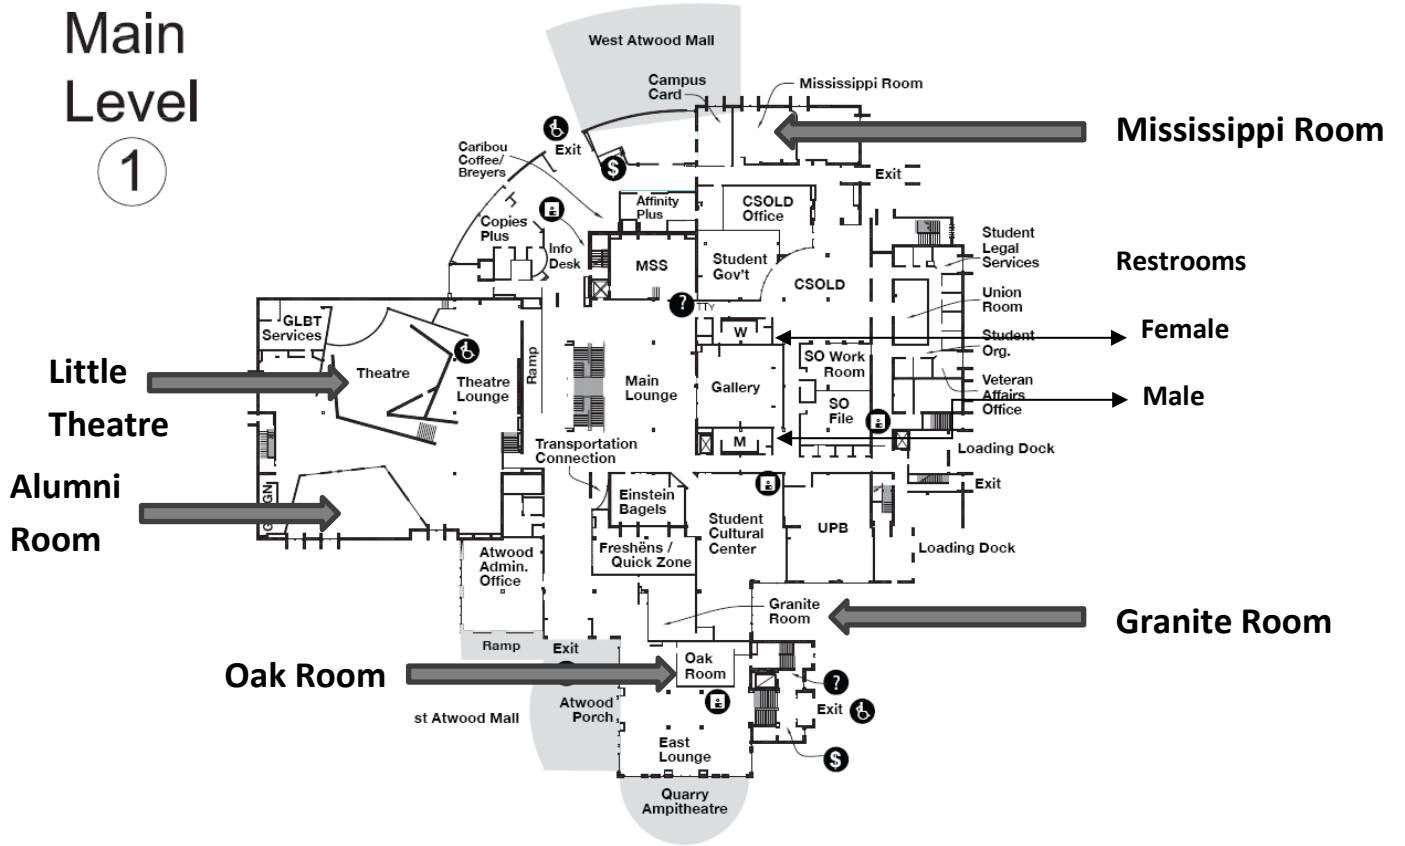 Main
Level
1
West Atwood Mall
Campus
Card
Mississippi Room
Mississippi Room
Exit
$
Caribou
Coffee/
Breyers
Exit
Affinity
Plus
CSOLD
Office
Copies
Plus
Info
Desk
MSS
Student
Gov't
CSOLD
Student
Legal
Services
Restrooms
Union
Room
? TTY
W
Female
Student
Org.
GLBT
Services
Little
Theatre
Theatre
Theatre
Lounge
Ramp
Main
Lounge
Gallery
SO Work
Room
SO
File
Veteran
Affairs
Office
Male
M
Transportation
Connection
Loading Dock
Exit
Alumni
Room
Einstein
Bagels
Student
Cultural
Center
UPB
Freshëns /
Quick Zone
Loading Dock
Atwood
Admin.
Office
Granite
Room
Granite Room
Ramp
Exit
Oak Room
Oak
Room
?
Exit
st Atwood Mall
Atwood
Porch
East
Lounge
$
Quarry
Ampitheatre